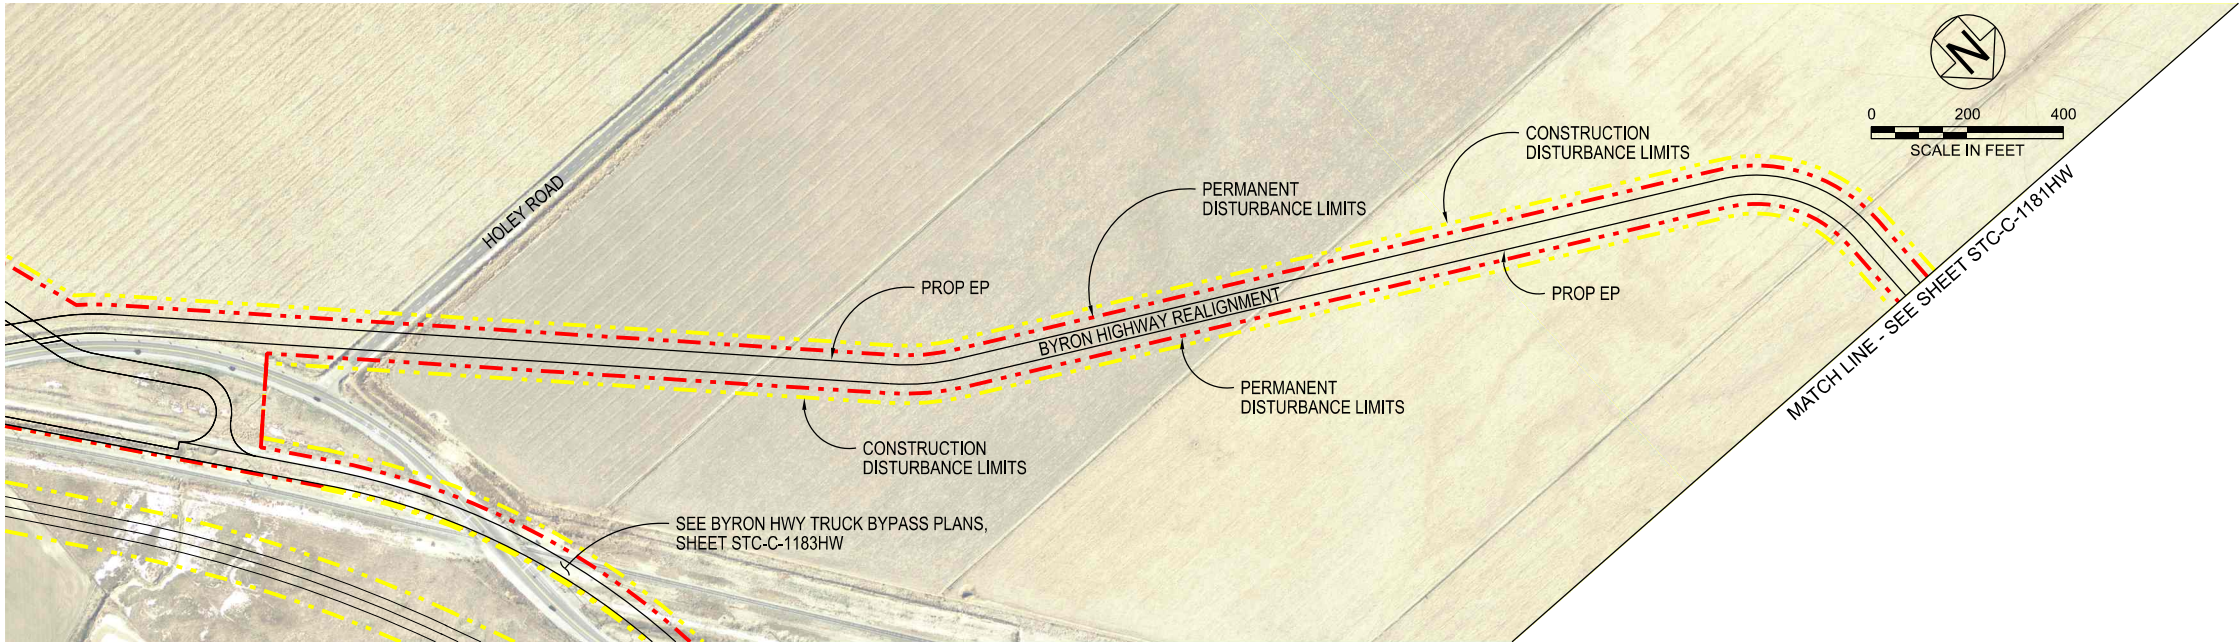 N
0 200 400
SCALE IN FEET
CONSTRUCTION
DISTURBANCE LIMITS
PERMANENT
DISTURBANCE LIMITS
HOLEY ROAD
PROP EP
PROP EP
BYRON HIGHWAY REALIGNMENT
MATCH LINE - SEE SHEET STC-C-1181HW
PERMANENT
DISTURBANCE LIMITS
CONSTRUCTION
DISTURBANCE LIMITS
SEE BYRON HWY TRUCK BYPASS PLANS,
SHEET STC-C-1183HW